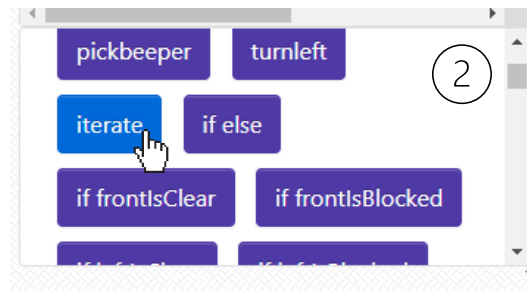 pickbeeper turnleft
2
iterate if else
if frontIsClear if frontIsBlocked